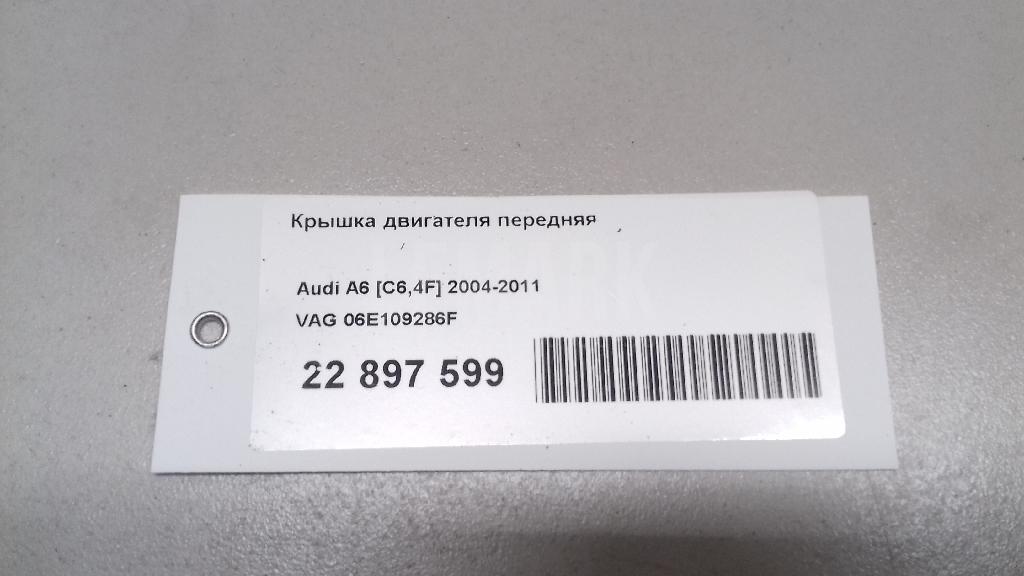 Крышка двигателя передняя
Audi A6 [C6,4F] 2004-2011
VAG 06E109286F
22 897 599